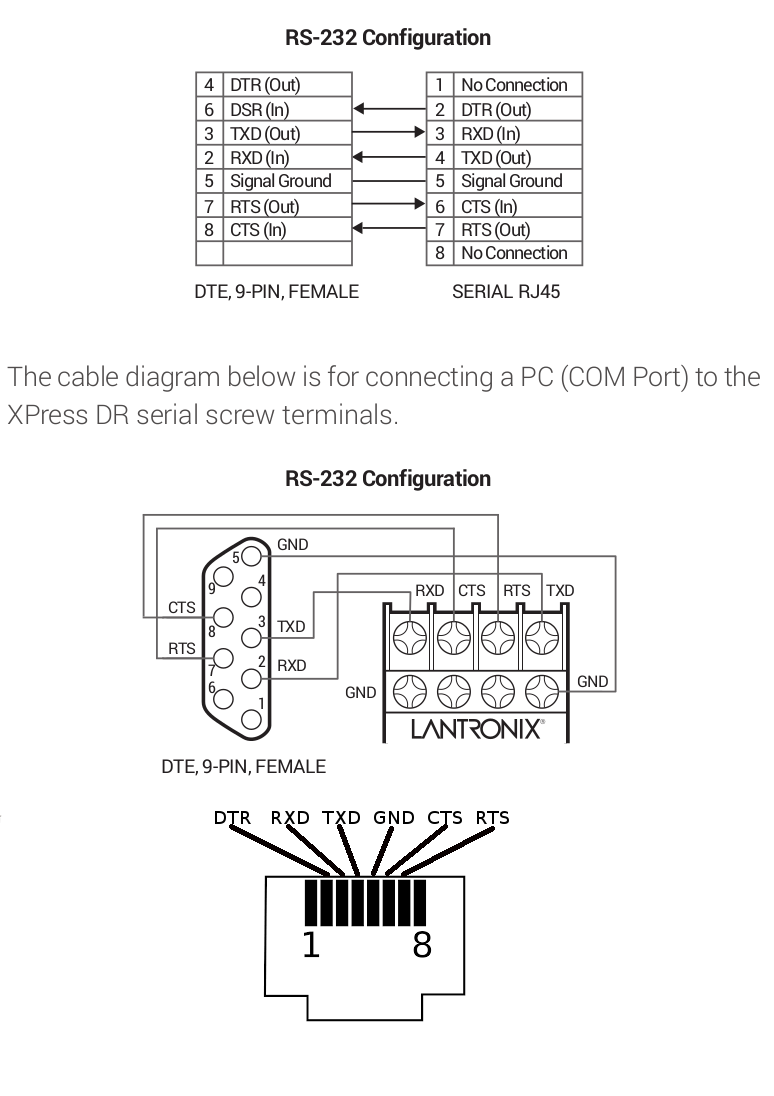 RS-232 Configuration
4 DTR (Out) 1 No Connection
6 DSR (In) 2 DTR (Out)
3 TXD (Out) 3 RXD (In)
2 RXD (In) 4 TXD (Out)
5 Signal Ground 5 Signal Ground
7 RTS (Out) 6 CTS (In)
8 CTS (In) 7 RTS (Out)
8 No Connection
DTE, 9-PIN, FEMALE SERIAL RJ45
The cable diagram below is for connecting a PC (COM Port) to the
XPress DR serial screw terminals.
RS-232 Configuration
5 GND
9 4
RXD CTS RTS TXD
CTS
8 3 TXD
RTS
7 2 RXD
6 1
GND GND
LANTRONIX®
DTE, 9-PIN, FEMALE
DTR RXD TXD GND CTS RTS
1 8